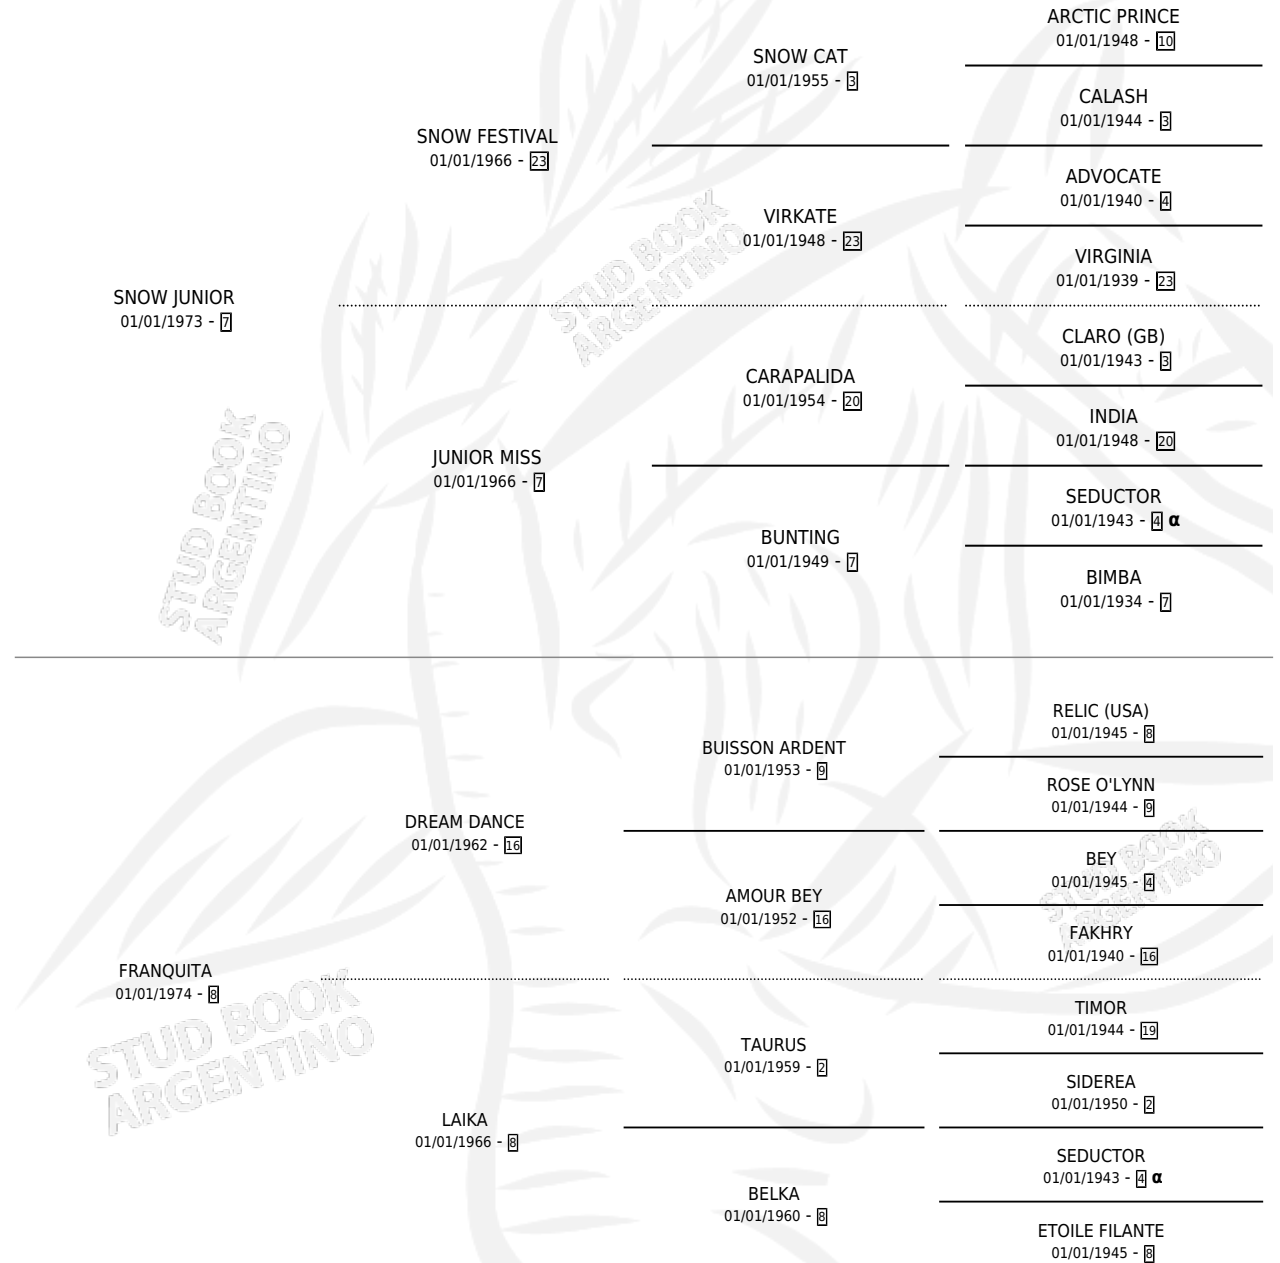 ARCTIC PRINCE
01/01/1948 - 10
SNOW CAT
01/01/1955 - 3
CALASH
01/01/1944 - 3
SNOW FESTIVAL
01/01/1966 - 23
ADVOCATE
01/01/1940 - 4
VIRKATE
01/01/1948 - 23
VIRGINIA
01/01/1939 - 23
SNOW JUNIOR
01/01/1973 - 7
CLARO (GB)
01/01/1943 - 3
CARAPALIDA
01/01/1954 - 20
INDIA
01/01/1948 - 20
JUNIOR MISS
01/01/1966 - 7
SEDUCTOR
01/01/1943 - 4 α
BUNTING
01/01/1949 - 7
BIMBA
01/01/1934 - 7
RELIC (USA)
01/01/1945 - 8
BUISSON ARDENT
01/01/1953 - 9
ROSE O'LYNN
01/01/1944 - 9
DREAM DANCE
01/01/1962 - 16
BEY
01/01/1945 - 4
AMOUR BEY
01/01/1952 - 16
FAKHRY
01/01/1940 - 16
FRANQUITA
01/01/1974 - 8
TIMOR
01/01/1944 - 19
TAURUS
01/01/1959 - 2
SIDEREA
01/01/1950 - 2
LAIKA
01/01/1966 - 8
SEDUCTOR
01/01/1943 - 4 α
BELKA
01/01/1960 - 8
ETOILE FILANTE
01/01/1945 - 8
STUD BOOK
ARGENTINO
STUD BOOK
ARGENTINO
STUD BOOK
ARGENTINO
STUD BOOK
ARGENTINO